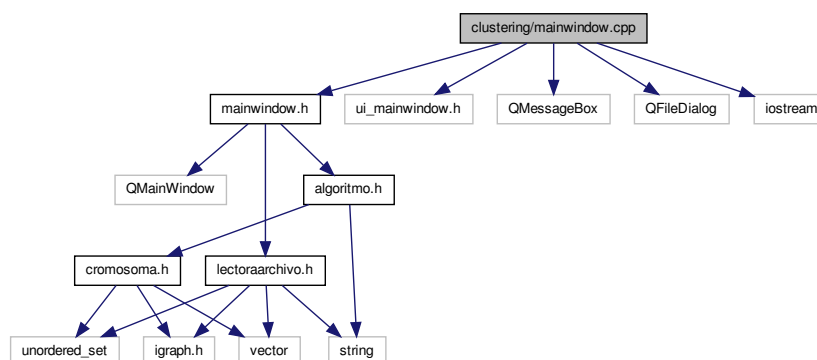 clustering/mainwindow.cpp
mainwindow.h
ui_mainwindow.h
QMessageBox
QFileDialog
iostream
QMainWindow
algoritmo.h
cromosoma.h
lectoraarchivo.h
unordered_set
igraph.h
vector
string